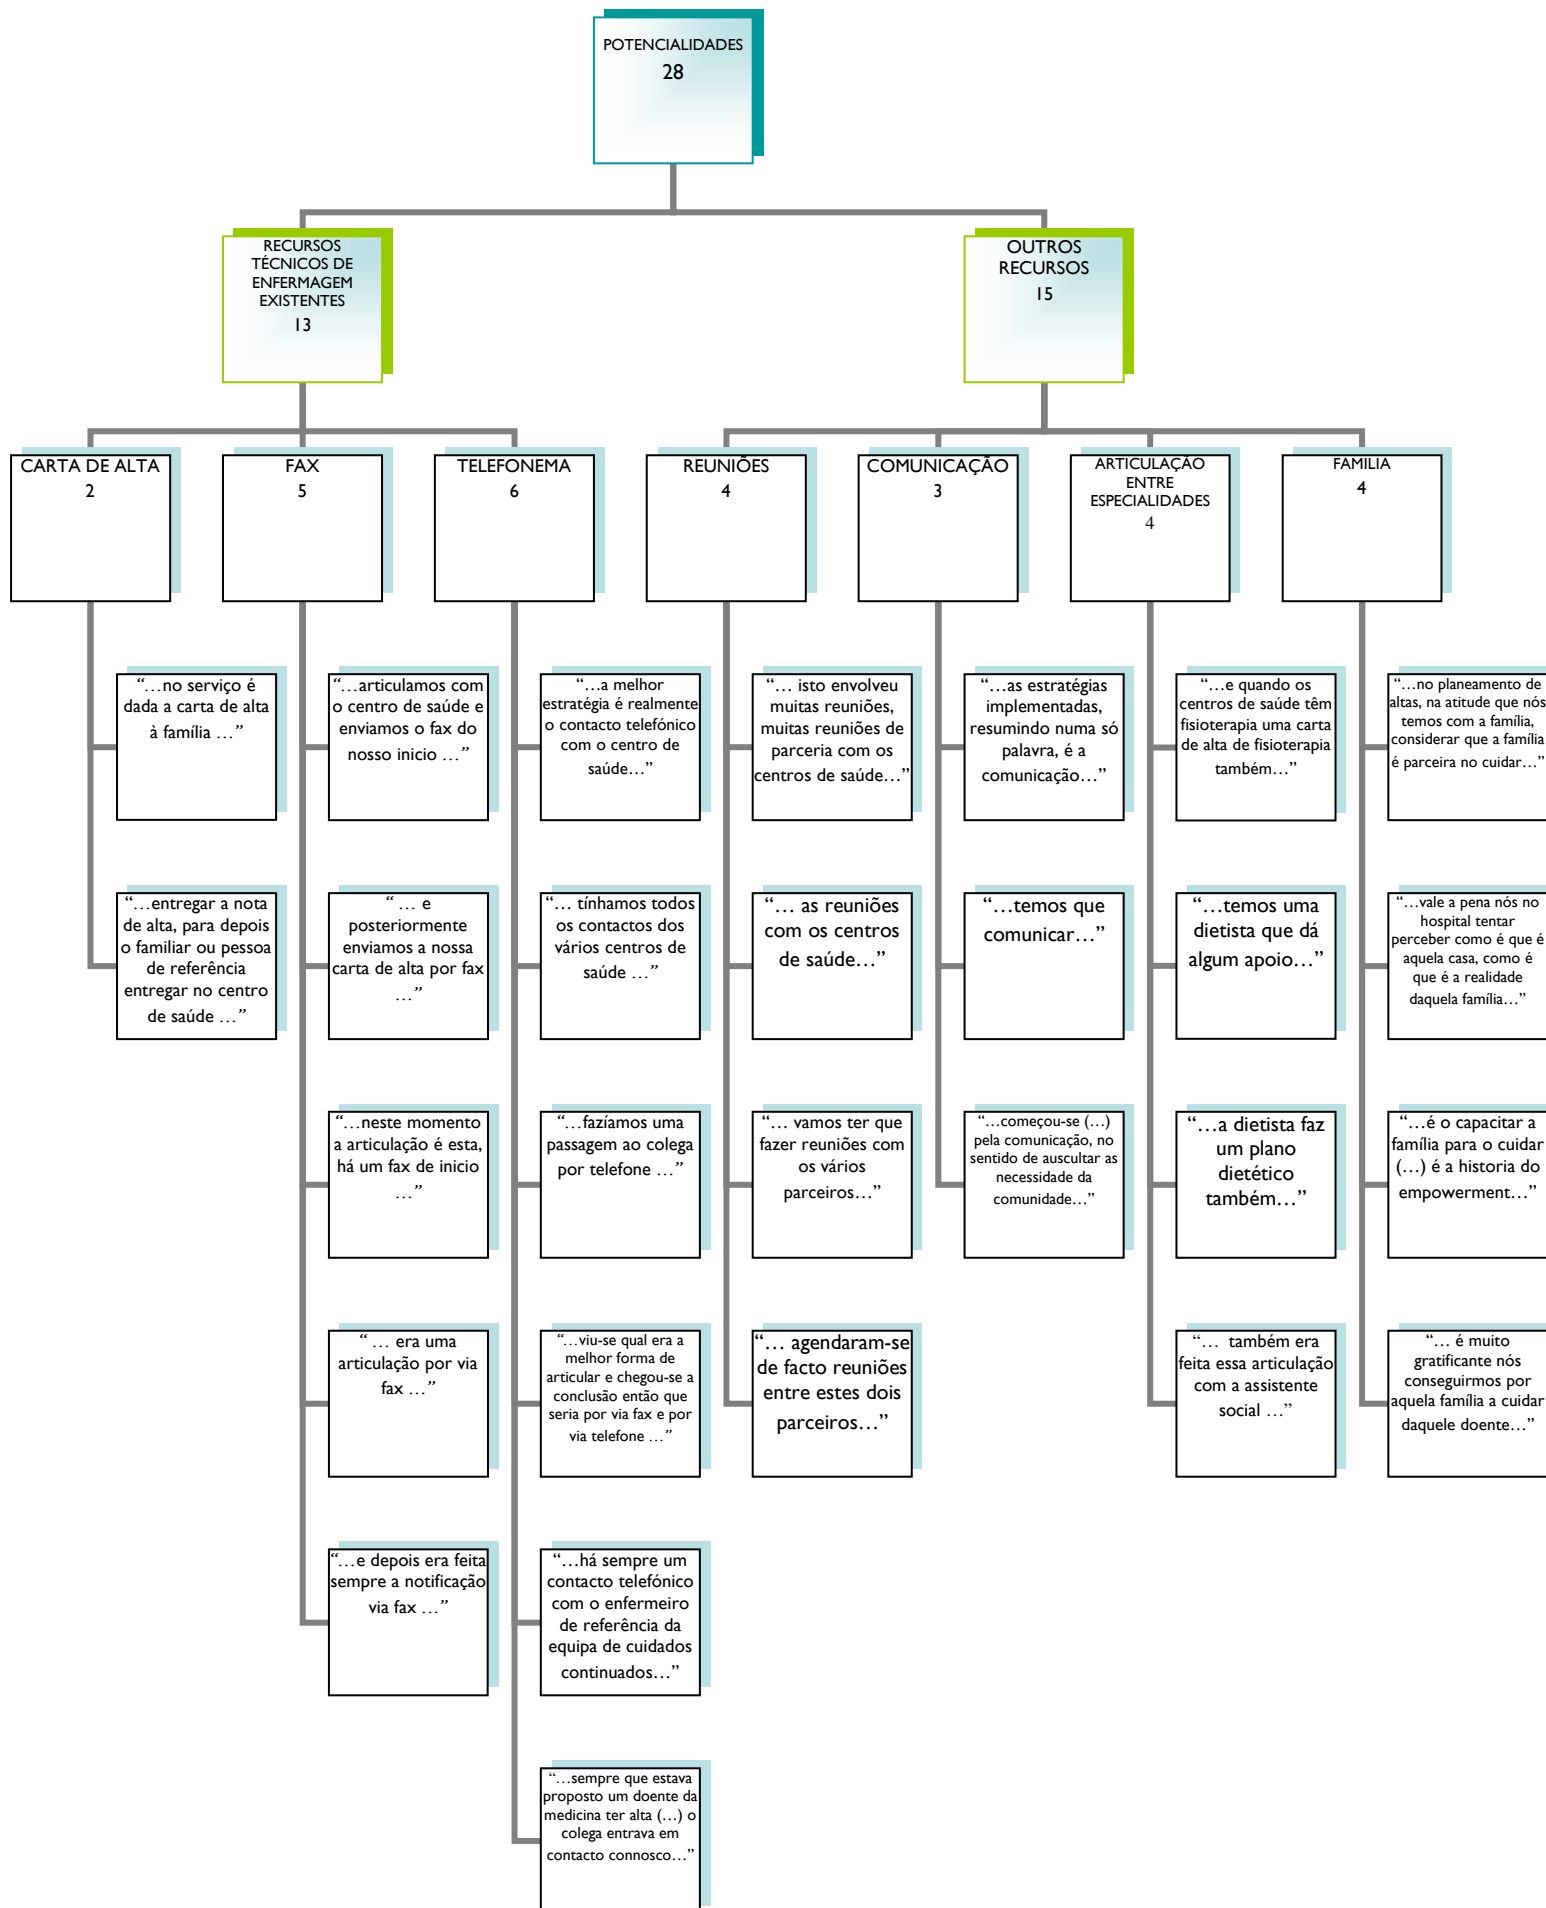 POTENCIALIDADES
28
RECURSOS
TÉCNICOS DE
ENFERMAGEM
EXISTENTES
13
OUTROS
RECURSOS
15
CARTA DE ALTA
2
FAX
5
TELEFONEMA
6
REUNIÕES
4
COMUNICAÇÃO
3
ARTICULAÇÃO
ENTRE
ESPECIALIDADES
4
FAMILIA
4
“…no serviço é
dada a carta de alta
à família …”
“…entregar a nota
de alta, para depois
o familiar ou pessoa
de referência
entregar no centro
de saúde …”
“…articulamos com
o centro de saúde e
enviamos o fax do
nosso inicio …”
“ … e
posteriormente
enviamos a nossa
carta de alta por fax
…”
“…neste momento
a articulação é esta,
há um fax de inicio
…”
“ … era uma
articulação por via
fax …”
“…e depois era feita
sempre a notificação
via fax …”
“…a melhor
estratégia é realmente
o contacto telefónico
com o centro de
saúde…”
“… tínhamos todos
os contactos dos
vários centros de
saúde …”
“…fazíamos uma
passagem ao colega
por telefone …”
“…viu-se qual era a
melhor forma de
articular e chegou-se a
conclusão então que
seria por via fax e por
via telefone …”
“…há sempre um
contacto telefónico
com o enfermeiro
de referência da
equipa de cuidados
continuados…”
“…sempre que estava
proposto um doente da
medicina ter alta (…) o
colega entrava em
contacto connosco…”
“… isto envolveu
muitas reuniões,
muitas reuniões de
parceria com os
centros de saúde…”
“… as reuniões
com os centros
de saúde…”
“… vamos ter que
fazer reuniões com
os vários
parceiros…”
“… agendaram-se
de facto reuniões
entre estes dois
parceiros…”
“…as estratégias
implementadas,
resumindo numa só
palavra, é a
comunicação…”
“…temos que
comunicar…”
“…começou-se (…)
pela comunicação, no
sentido de auscultar as
necessidade da
comunidade…”
“…e quando os
centros de saúde têm
fisioterapia uma carta
de alta de fisioterapia
também…”
“…temos uma
dietista que dá
algum apoio…”
“…a dietista faz
um plano
dietético
também…”
“… também era
feita essa articulação
com a assistente
social …”
“…no planeamento de
altas, na atitude que nós
temos com a família,
considerar que a família
é parceira no cuidar…”
“…vale a pena nós no
hospital tentar
perceber como é que é
aquela casa, como é
que é a realidade
daquela família…”
“…é o capacitar a
família para o cuidar
(…) é a historia do
empowerment…”
“… é muito
gratificante nós
conseguirmos por
aquela família a cuidar
daquele doente…”